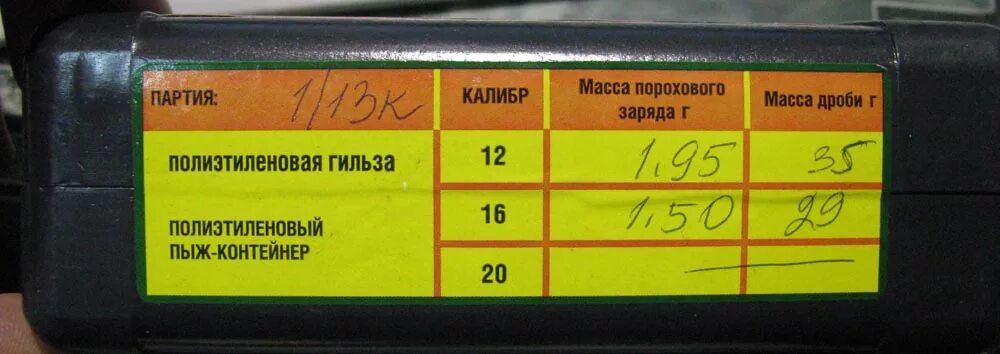 ПАРТИЯ: 1/13к КАЛИБР Масса порохового заряда г Масса дроби г
ПОЛИЭТИЛЕНОВАЯ ГИЛЬЗА 12 1.95 35
ПОЛИЭТИЛЕНОВЫЙ ПЫЖ-КОНТЕЙНЕР 16 1.50 29
20 —